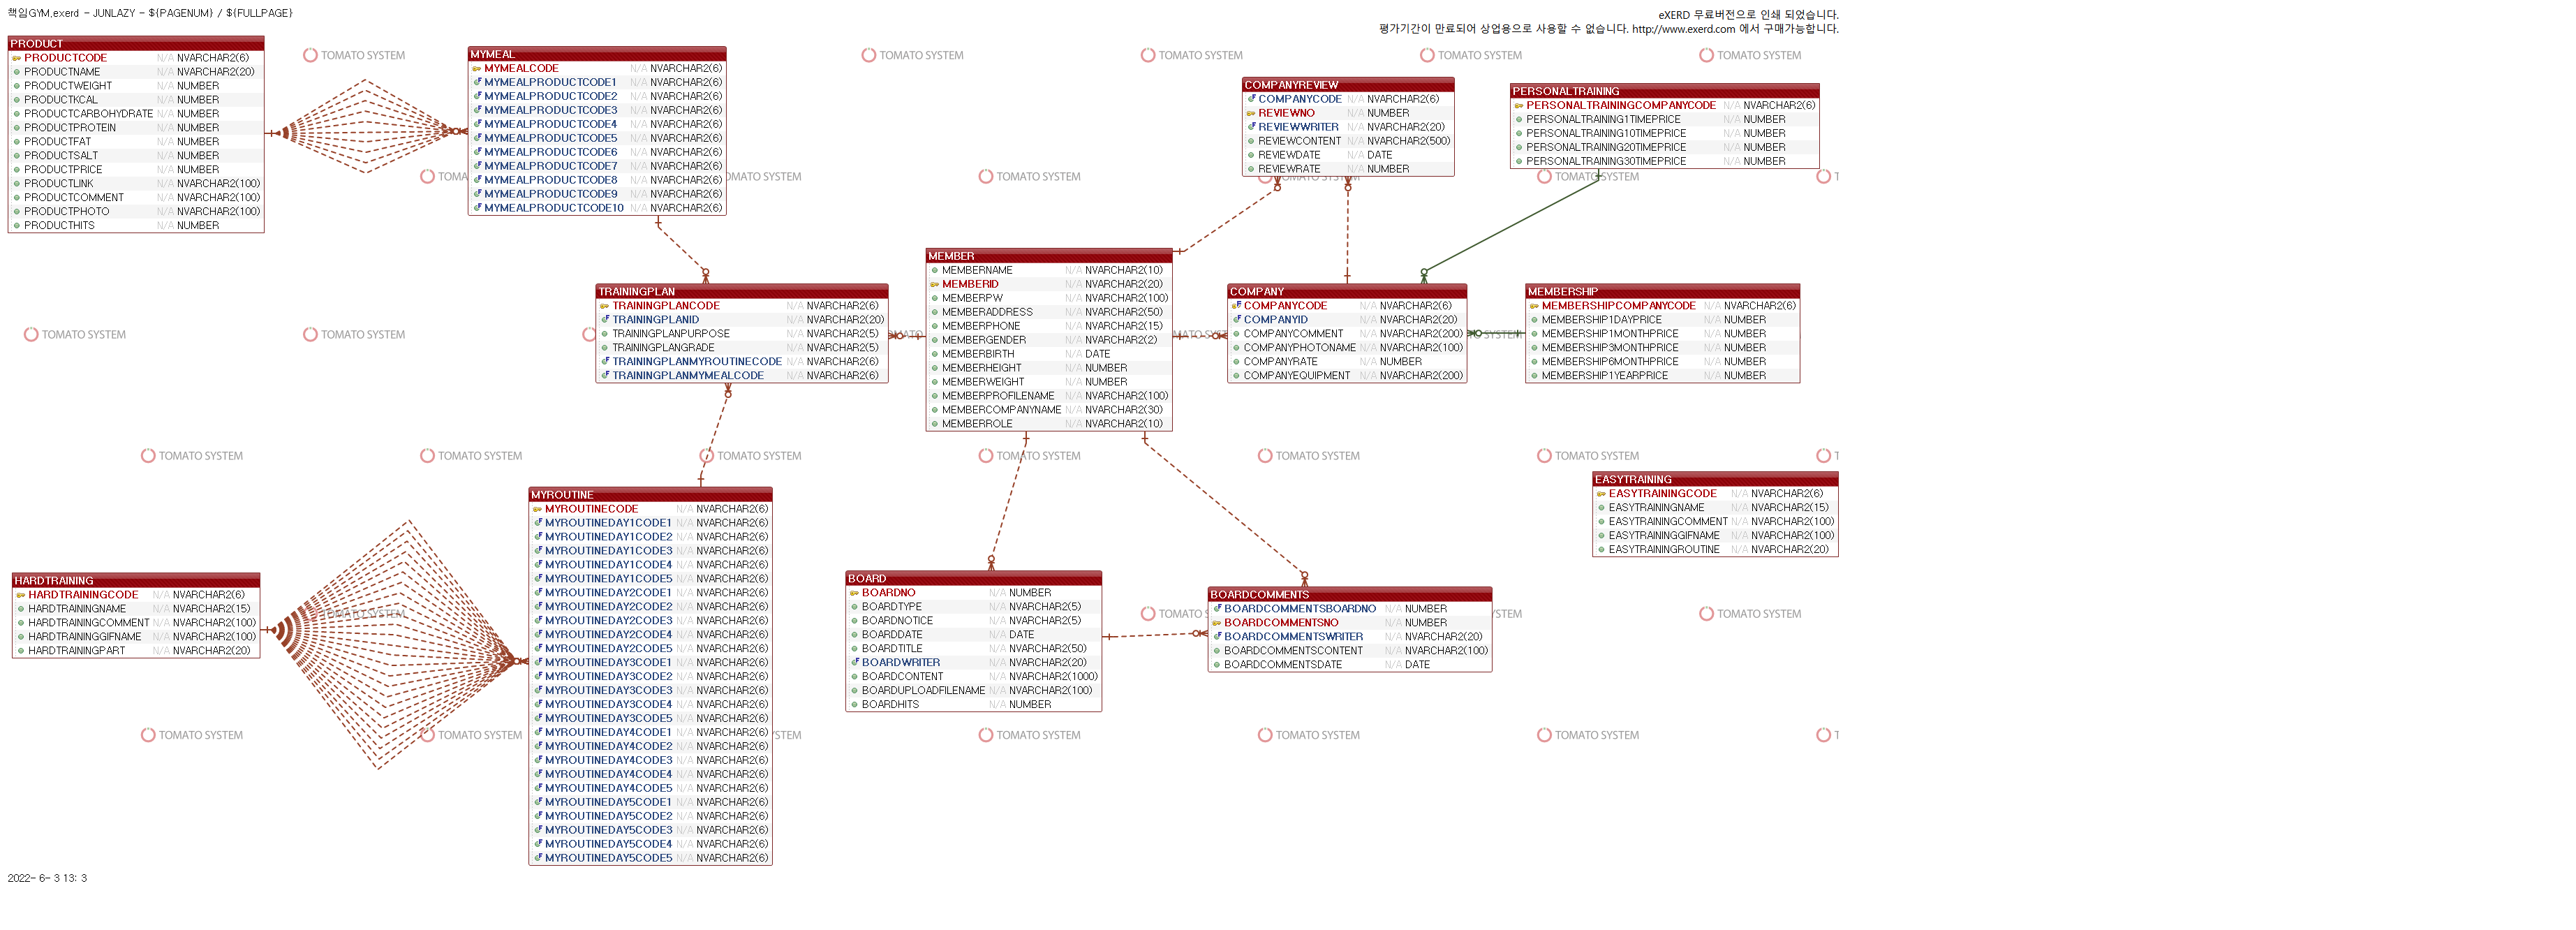 책임GYM.exerd - JUNLAZY - ${PAGENUM} / ${FULLPAGE}
eXERD 무료버전으로 인쇄 되었습니다.
평가기간이 만료되어 상업용으로 사용할 수 없습니다. http://www.exerd.com 에서 구매가능합니다.
PRODUCT
PRODUCTCODE N/A NVARCHAR2(6)
PRODUCTNAME N/A NVARCHAR2(20)
PRODUCTWEIGHT N/A NUMBER
PRODUCTKCAL N/A NUMBER
PRODUCTCARBOHYDRATE N/A NUMBER
PRODUCTPROTEIN N/A NUMBER
PRODUCTFAT N/A NUMBER
PRODUCTSALT N/A NUMBER
PRODUCTPRICE N/A NUMBER
PRODUCTLINK N/A NVARCHAR2(100)
PRODUCTCOMMENT N/A NVARCHAR2(100)
PRODUCTPHOTO N/A NVARCHAR2(100)
PRODUCTHITS N/A NUMBER
MYMEAL
MYMEALCODE N/A NVARCHAR2(6)
MYMEALPRODUCTCODE1 N/A NVARCHAR2(6)
MYMEALPRODUCTCODE2 N/A NVARCHAR2(6)
MYMEALPRODUCTCODE3 N/A NVARCHAR2(6)
MYMEALPRODUCTCODE4 N/A NVARCHAR2(6)
MYMEALPRODUCTCODE5 N/A NVARCHAR2(6)
MYMEALPRODUCTCODE6 N/A NVARCHAR2(6)
MYMEALPRODUCTCODE7 N/A NVARCHAR2(6)
MYMEALPRODUCTCODE8 N/A NVARCHAR2(6)
MYMEALPRODUCTCODE9 N/A NVARCHAR2(6)
MYMEALPRODUCTCODE10 N/A NVARCHAR2(6)
COMPANYREVIEW
COMPANYCODE N/A NVARCHAR2(6)
REVIEWNO N/A NUMBER
REVIEWWRITER N/A NVARCHAR2(20)
REVIEWCONTENT N/A NVARCHAR2(500)
REVIEWDATE N/A DATE
REVIEWRATE N/A NUMBER
PERSONALTRAINING
PERSONALTRAININGCOMPANYCODE N/A NVARCHAR2(6)
PERSONALTRAINING1TIMEPRICE N/A NUMBER
PERSONALTRAINING10TIMEPRICE N/A NUMBER
PERSONALTRAINING20TIMEPRICE N/A NUMBER
PERSONALTRAINING30TIMEPRICE N/A NUMBER
TRAININGPLAN
TRAININGPLANCODE N/A NVARCHAR2(6)
TRAININGPLANID N/A NVARCHAR2(20)
TRAININGPLANPURPOSE N/A NVARCHAR2(5)
TRAININGPLANGRADE N/A NVARCHAR2(5)
TRAININGPLANMYROUTINECODE N/A NVARCHAR2(6)
TRAININGPLANMYMEALCODE N/A NVARCHAR2(6)
MEMBER
MEMBERNAME N/A NVARCHAR2(10)
MEMBERID N/A NVARCHAR2(20)
MEMBERPW N/A NVARCHAR2(100)
MEMBERADDRESS N/A NVARCHAR2(50)
MEMBERPHONE N/A NVARCHAR2(15)
MEMBERGENDER N/A NVARCHAR2(2)
MEMBERBIRTH N/A DATE
MEMBERHEIGHT N/A NUMBER
MEMBERWEIGHT N/A NUMBER
MEMBERPROFILENAME N/A NVARCHAR2(100)
MEMBERCOMPANYNAME N/A NVARCHAR2(30)
MEMBERROLE N/A NVARCHAR2(10)
COMPANY
COMPANYCODE N/A NVARCHAR2(6)
COMPANYID N/A NVARCHAR2(20)
COMPANYCOMMENT N/A NVARCHAR2(200)
COMPANYPHOTONAME N/A NVARCHAR2(100)
COMPANYRATE N/A NUMBER
COMPANYEQUIPMENT N/A NVARCHAR2(200)
MEMBERSHIP
MEMBERSHIPCOMPANYCODE N/A NVARCHAR2(6)
MEMBERSHIP1DAYPRICE N/A NUMBER
MEMBERSHIP1MONTHPRICE N/A NUMBER
MEMBERSHIP3MONTHPRICE N/A NUMBER
MEMBERSHIP6MONTHPRICE N/A NUMBER
MEMBERSHIP1YEARPRICE N/A NUMBER
EASYTRAINING
EASYTRAININGCODE N/A NVARCHAR2(6)
EASYTRAININGNAME N/A NVARCHAR2(15)
EASYTRAININGCOMMENT N/A NVARCHAR2(100)
EASYTRAININGGIFNAME N/A NVARCHAR2(100)
EASYTRAININGROUTINE N/A NVARCHAR2(20)
HARDTRAINING
HARDTRAININGCODE N/A NVARCHAR2(6)
HARDTRAININGNAME N/A NVARCHAR2(15)
HARDTRAININGCOMMENT N/A NVARCHAR2(100)
HARDTRAININGGIFNAME N/A NVARCHAR2(100)
HARDTRAININGPART N/A NVARCHAR2(20)
MYROUTINE
MYROUTINECODE N/A NVARCHAR2(6)
MYROUTINEDAY1CODE1 N/A NVARCHAR2(6)
MYROUTINEDAY1CODE2 N/A NVARCHAR2(6)
MYROUTINEDAY1CODE3 N/A NVARCHAR2(6)
MYROUTINEDAY1CODE4 N/A NVARCHAR2(6)
MYROUTINEDAY1CODE5 N/A NVARCHAR2(6)
MYROUTINEDAY2CODE1 N/A NVARCHAR2(6)
MYROUTINEDAY2CODE2 N/A NVARCHAR2(6)
MYROUTINEDAY2CODE3 N/A NVARCHAR2(6)
MYROUTINEDAY2CODE4 N/A NVARCHAR2(6)
MYROUTINEDAY2CODE5 N/A NVARCHAR2(6)
MYROUTINEDAY3CODE1 N/A NVARCHAR2(6)
MYROUTINEDAY3CODE2 N/A NVARCHAR2(6)
MYROUTINEDAY3CODE3 N/A NVARCHAR2(6)
MYROUTINEDAY3CODE4 N/A NVARCHAR2(6)
MYROUTINEDAY3CODE5 N/A NVARCHAR2(6)
MYROUTINEDAY4CODE1 N/A NVARCHAR2(6)
MYROUTINEDAY4CODE2 N/A NVARCHAR2(6)
MYROUTINEDAY4CODE3 N/A NVARCHAR2(6)
MYROUTINEDAY4CODE4 N/A NVARCHAR2(6)
MYROUTINEDAY4CODE5 N/A NVARCHAR2(6)
MYROUTINEDAY5CODE1 N/A NVARCHAR2(6)
MYROUTINEDAY5CODE2 N/A NVARCHAR2(6)
MYROUTINEDAY5CODE3 N/A NVARCHAR2(6)
MYROUTINEDAY5CODE4 N/A NVARCHAR2(6)
MYROUTINEDAY5CODE5 N/A NVARCHAR2(6)
BOARD
BOARDNO N/A NUMBER
BOARDTYPE N/A NVARCHAR2(5)
BOARDNOTICE N/A NVARCHAR2(5)
BOARDDATE N/A DATE
BOARDTITLE N/A NVARCHAR2(50)
BOARDWRITER N/A NVARCHAR2(20)
BOARDCONTENT N/A NVARCHAR2(1000)
BOARDUPLOADFILENAME N/A NVARCHAR2(100)
BOARDHITS N/A NUMBER
BOARDCOMMENTS
BOARDCOMMENTSBOARDNO N/A NUMBER
BOARDCOMMENTSNO N/A NUMBER
BOARDCOMMENTSWRITER N/A NVARCHAR2(20)
BOARDCOMMENTSCONTENT N/A NVARCHAR2(100)
BOARDCOMMENTSDATE N/A DATE
TOMATO SYSTEM
2022- 6- 3 13: 3